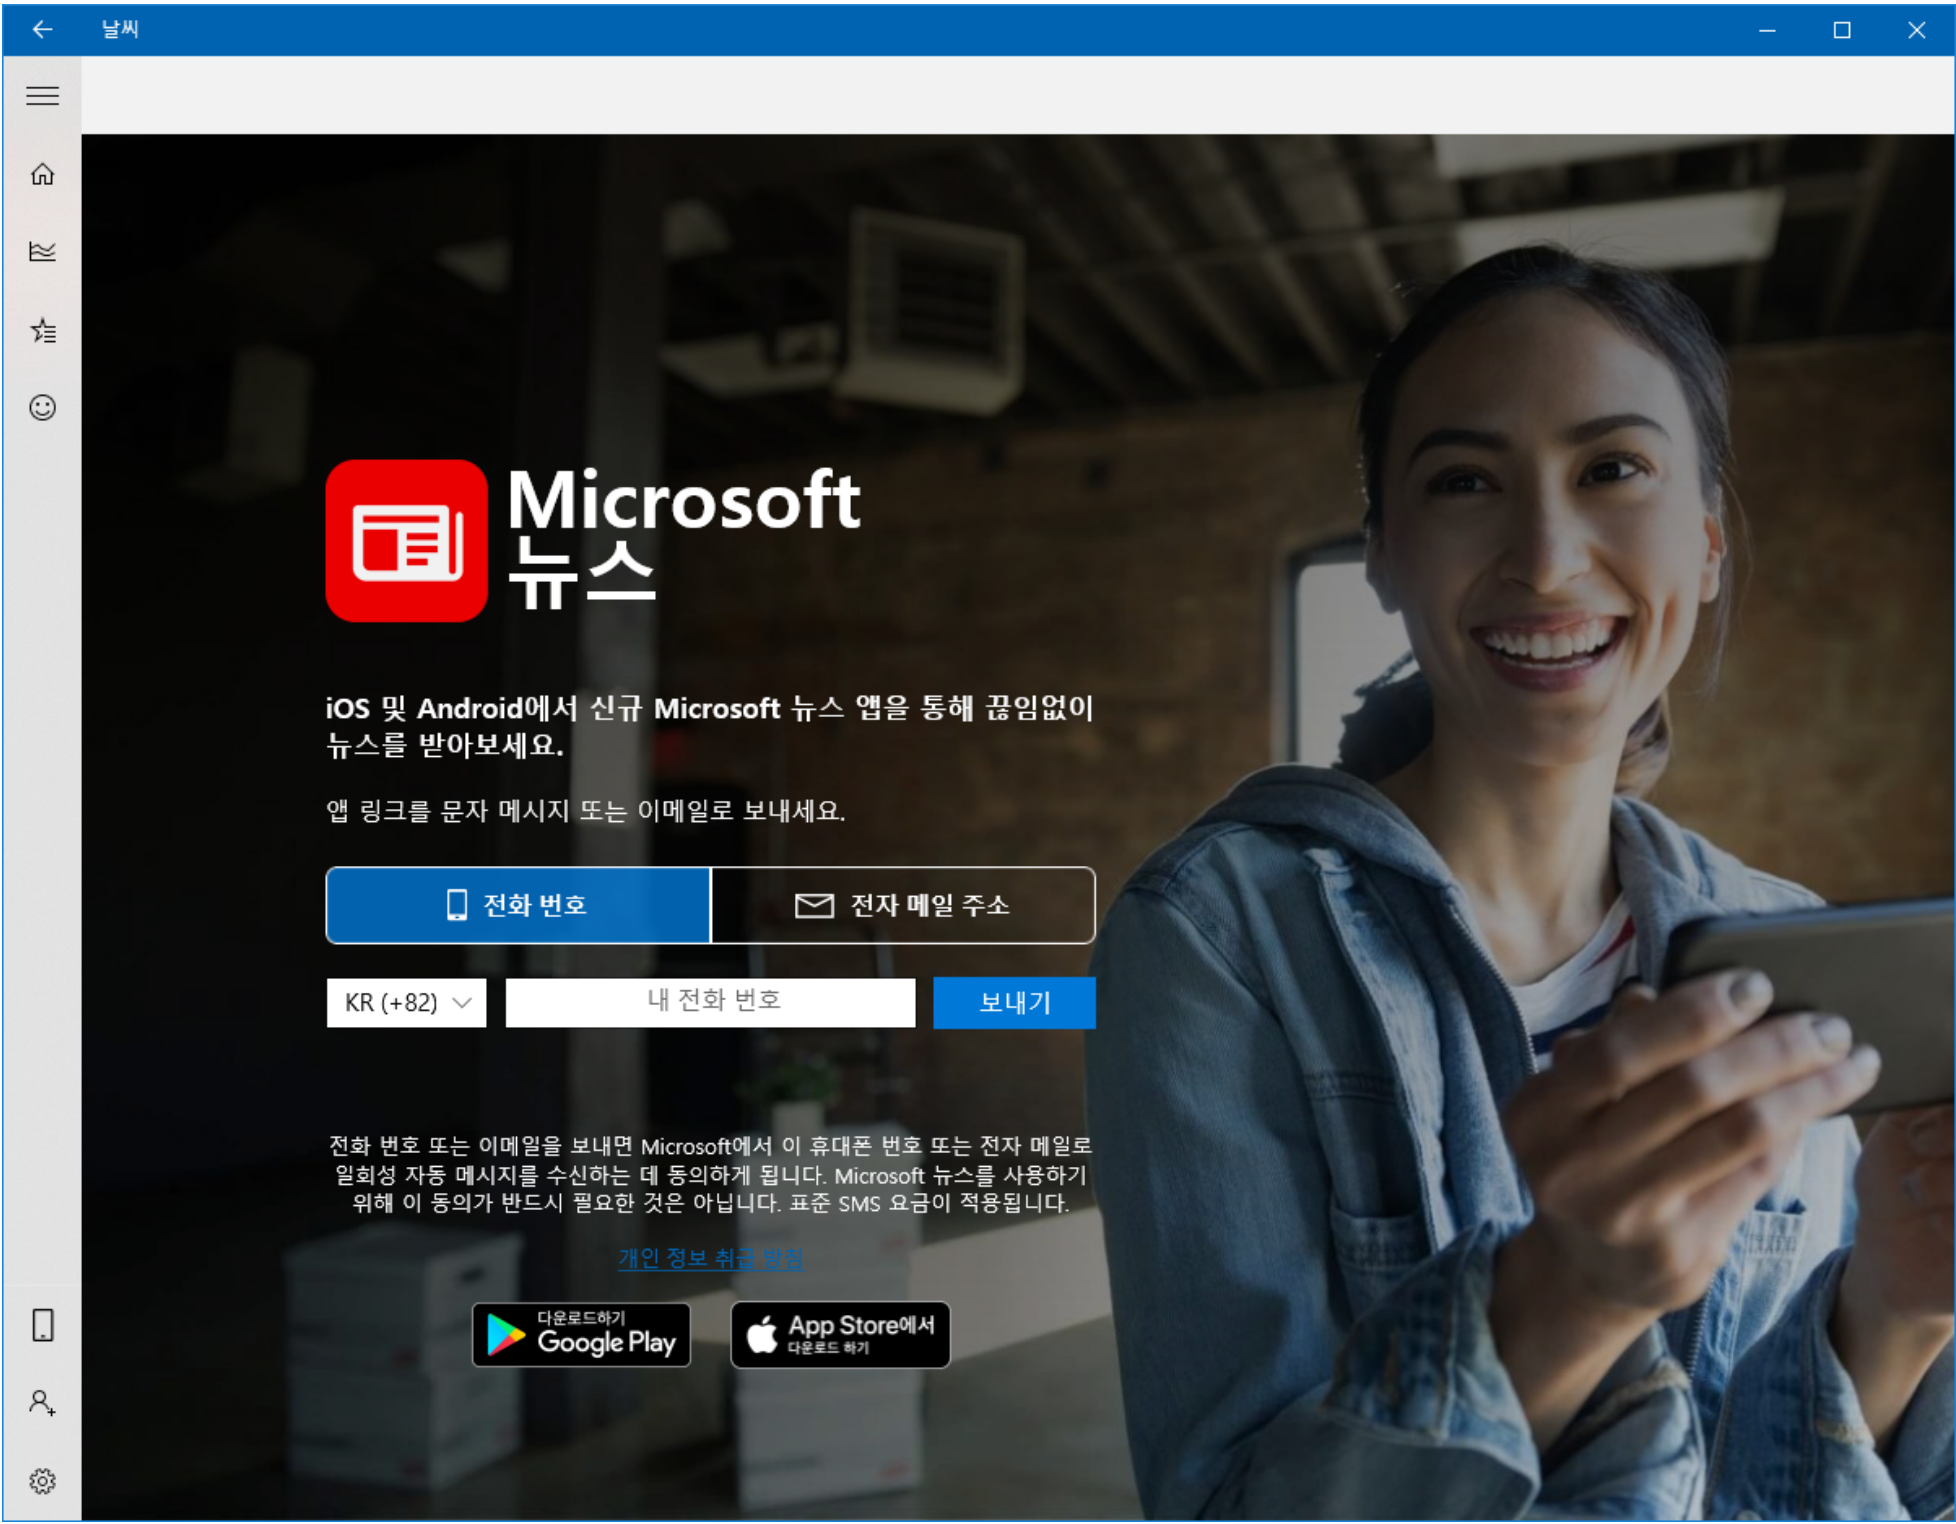 날씨
Microsoft
뉴스
iOS 및 Android에서 신규 Microsoft 뉴스 앱을 통해 끊임없이
뉴스를 받아보세요.
앱 링크를 문자 메시지 또는 이메일로 보내세요.
전화 번호
전자 메일 주소
KR (+82)
내 전화 번호
보내기
전화 번호 또는 이메일을 보내면 Microsoft에서 이 휴대폰 번호 또는 전자 메일로
일회성 자동 메시지를 수신하는 데 동의하게 됩니다. Microsoft 뉴스를 사용하기
위해 이 동의가 반드시 필요한 것은 아닙니다. 표준 SMS 요금이 적용됩니다.
개인 정보 취급 방침
다운로드하기
Google Play
App Store에서
다운로드 하기